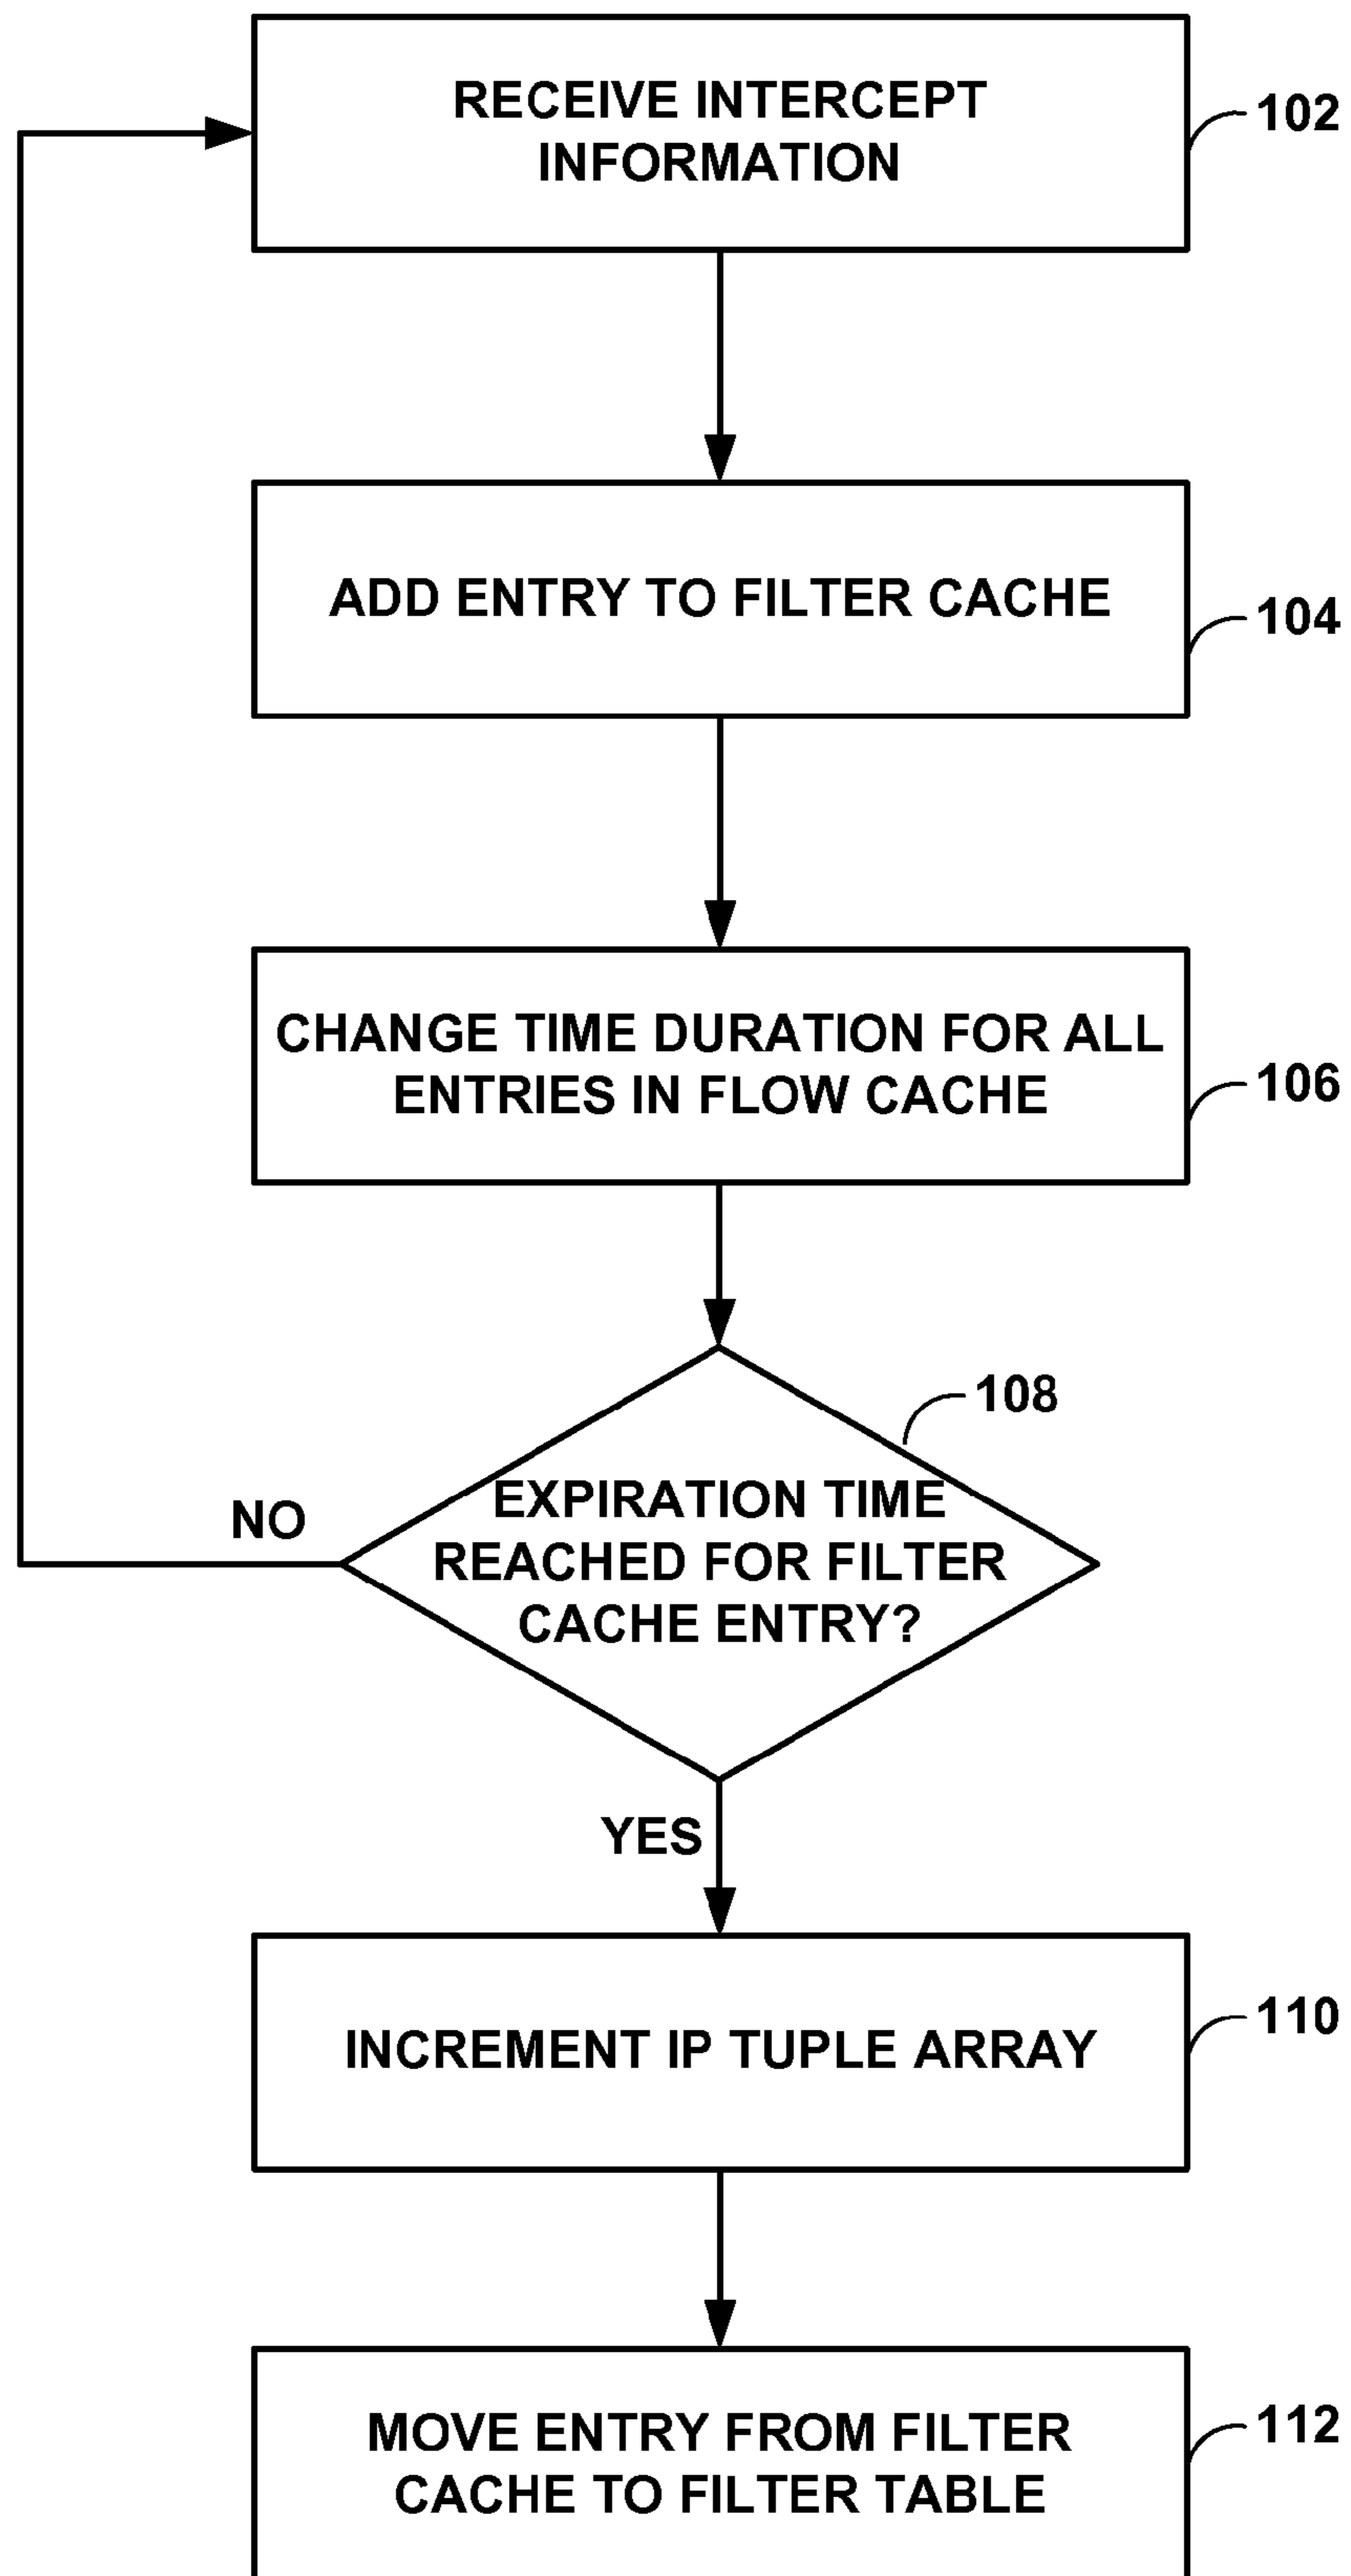 RECEIVE INTERCEPT
INFORMATION
102
ADD ENTRY TO FILTER CACHE
104
CHANGE TIME DURATION FOR ALL
ENTRIES IN FLOW CACHE
106
108
EXPIRATION TIME
REACHED FOR FILTER
CACHE ENTRY?
NO
YES
INCREMENT IP TUPLE ARRAY
110
MOVE ENTRY FROM FILTER
CACHE TO FILTER TABLE
112